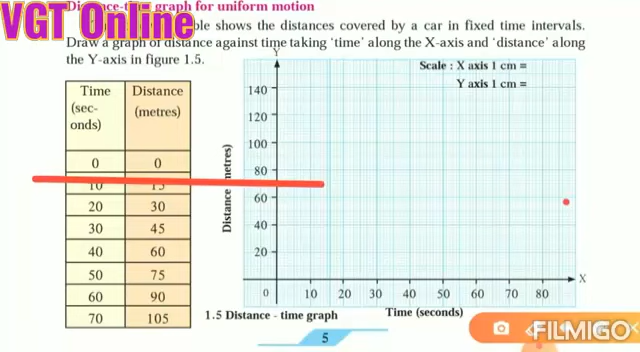 Distance-time graph for uniform motion
VGT Online
ble shows the distances covered by a car in fixed time intervals.
Draw a graph of distance against time taking ‘time’ along the X-axis and ‘distance’ along
the Y-axis in figure 1.5.
Time (sec- onds) Distance (metres)
0 0
10 15
20 30
30 45
40 60
50 75
60 90
70 105
Y
Scale : X axis 1 cm =
Y axis 1 cm =
140
120
100
80
60
40
20
Distance (metres)
0 10 20 30 40 50 60 70 80 X
Time (seconds)
1.5 Distance - time graph
5
FILMIGO